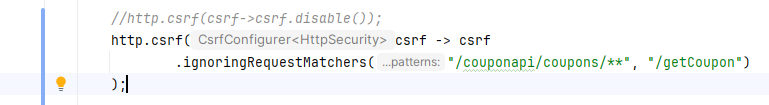 //http.csrf(csrf->csrf.disable());
http.csrf( CsrfConfigurer<HttpSecurity> csrf -> csrf
.ignoringRequestMatchers( ...patterns: "/couponapi/coupons/**", "/getCoupon")
);